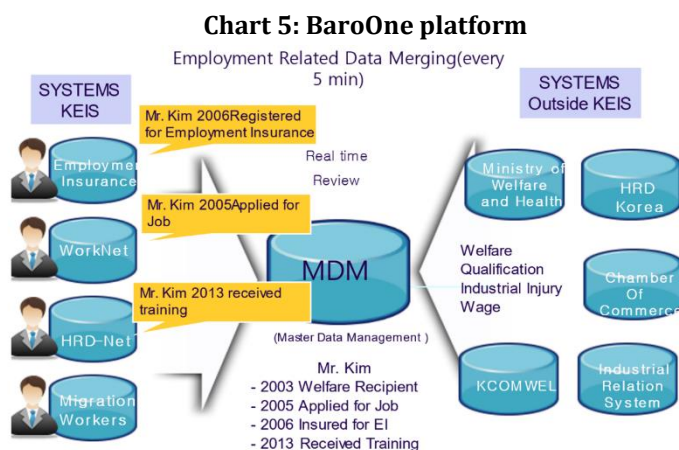 Chart 5: BaroOne platform
Employment Related Data Merging(every
5 min)
SYSTEMS
KEIS
SYSTEMS
Outside KEIS
Mr. Kim 2006Registered
for Employment Insurance
Employmen
Insurance
Real time
Review
Ministry of
Welfare
and Health
HRD
Korea
Mr. Kim 2005Applied for
Job
WorkNet
MDM
Welfare
Qualification
Industrial Injury
Wage
Chamber
Of
Commerce
Mr. Kim 2013 received
training
HRD-Net
(Master Data Management )
Migration
Workers
Mr. Kim
- 2003 Welfare Recipient
- 2005 Applied for Job
- 2006 Insured for EI
- 2013 Received Training
KCOMWEL
Industrial
Relation
System